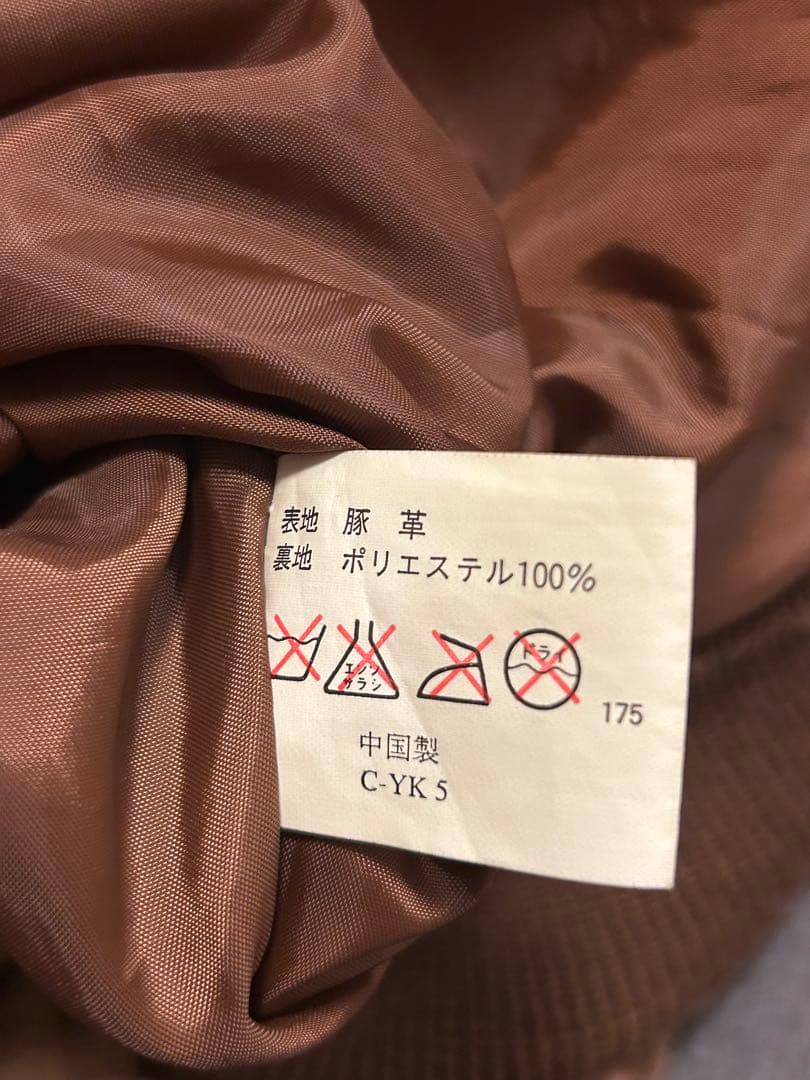 表地 豚 革
裏地 ポリエステル100%
エンソ
サラシ
ドライ
175
中国製
C-YK 5